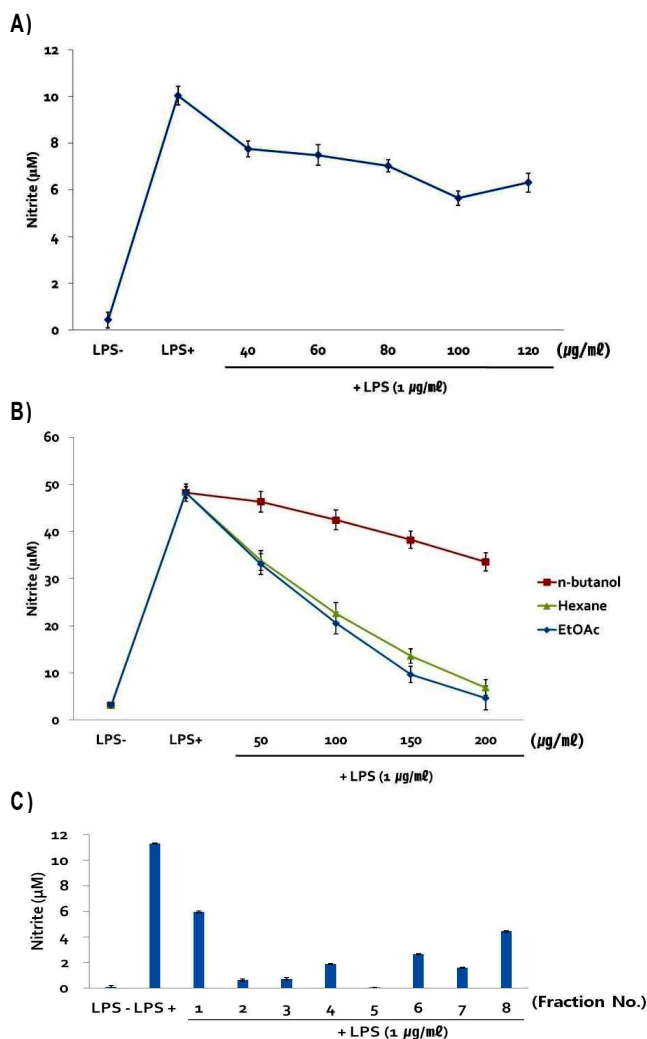 A)
12
10
8
6
4
2
0
Nitrite (μM)
LPS- LPS+ 40 60 80 100 120 (μg/㎖)
+ LPS (1 μg/㎖)
B)
60
50
40
30
20
10
0
Nitrite (μM)
n-butanol
Hexane
EtOAc
LPS- LPS+ 50 100 150 200 (μg/㎖)
+ LPS (1 μg/㎖)
C)
12
10
8
6
4
2
0
Nitrite (μM)
LPS - LPS + 1 2 3 4 5 6 7 8 (Fraction No.)
+ LPS (1 μg/㎖)